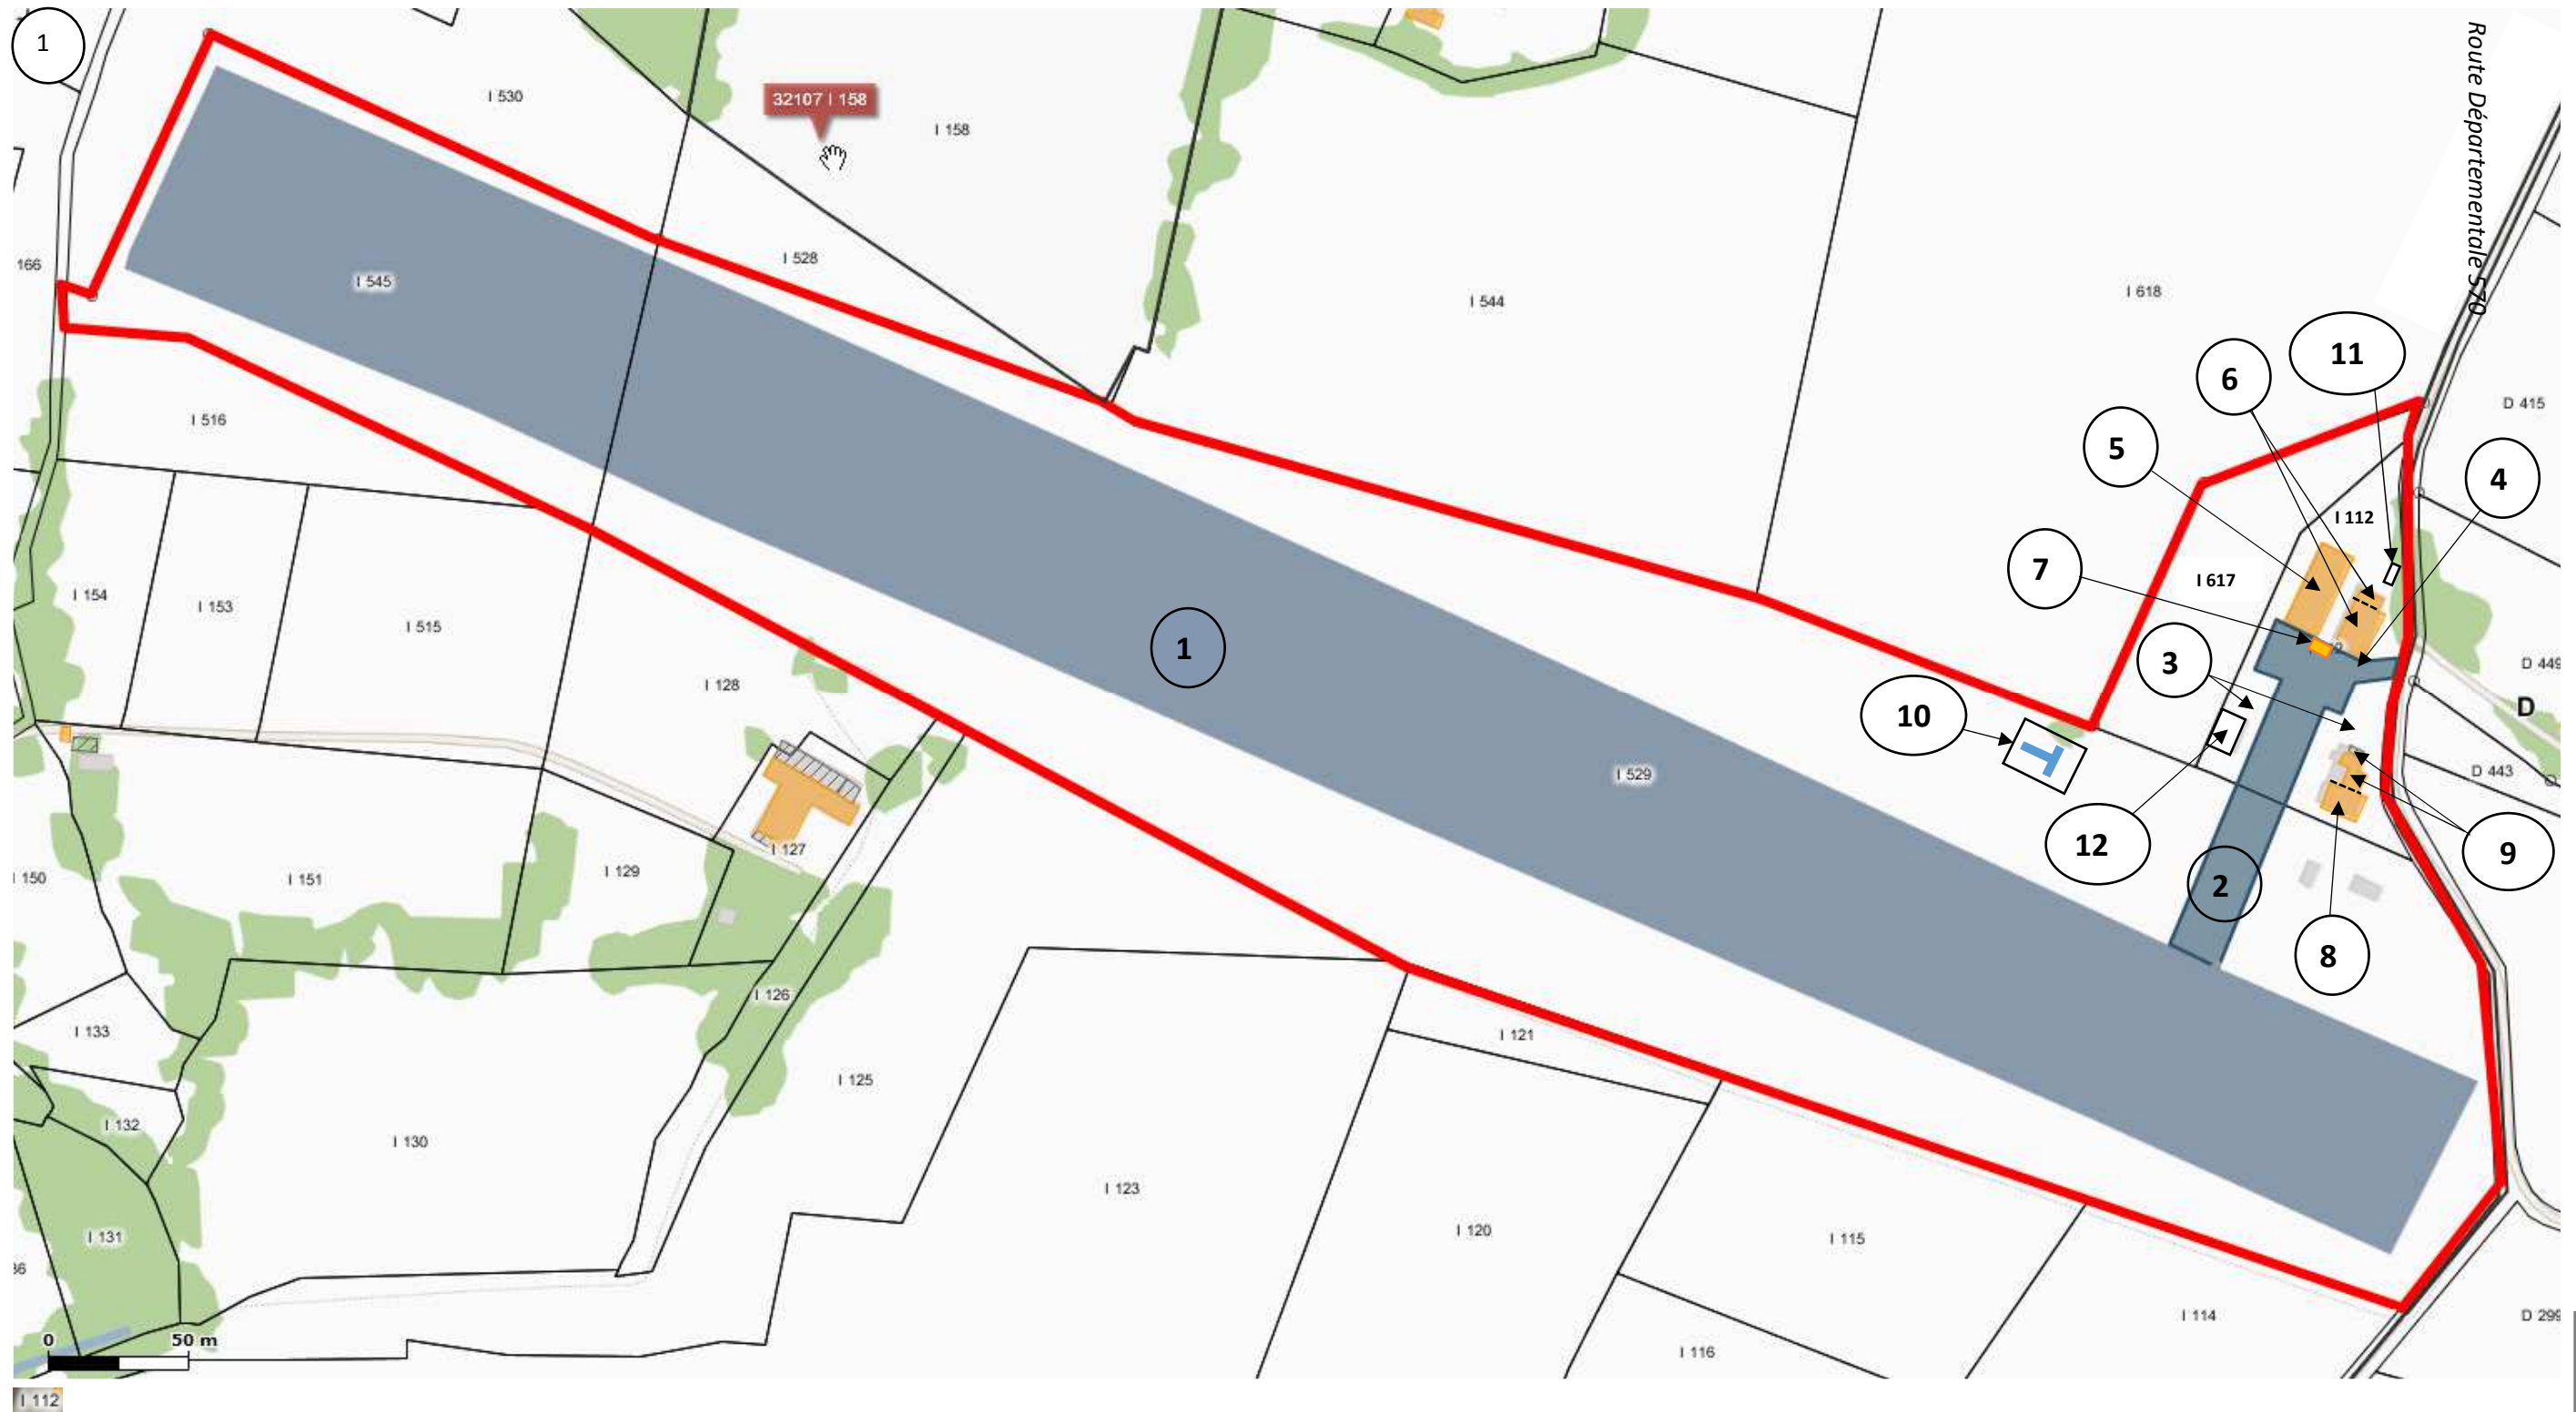 1
Route Départementale 570
I 530
32107 I 158
I 158
166
I 528
I 545
I 544
I 618
11
6
D 415
I 516
5
4
I 112
7
I 617
I 154
I 153
I 515
1
3
D 449
I 128
10
D
I 529
D 443
12
9
I 127
I 150
I 151
I 129
2
8
I 126
I 133
I 121
I 125
I 132
I 130
I 123
I 131
I 120
I 115
36
I 114
D 299
0
50 m
I 116
I 112